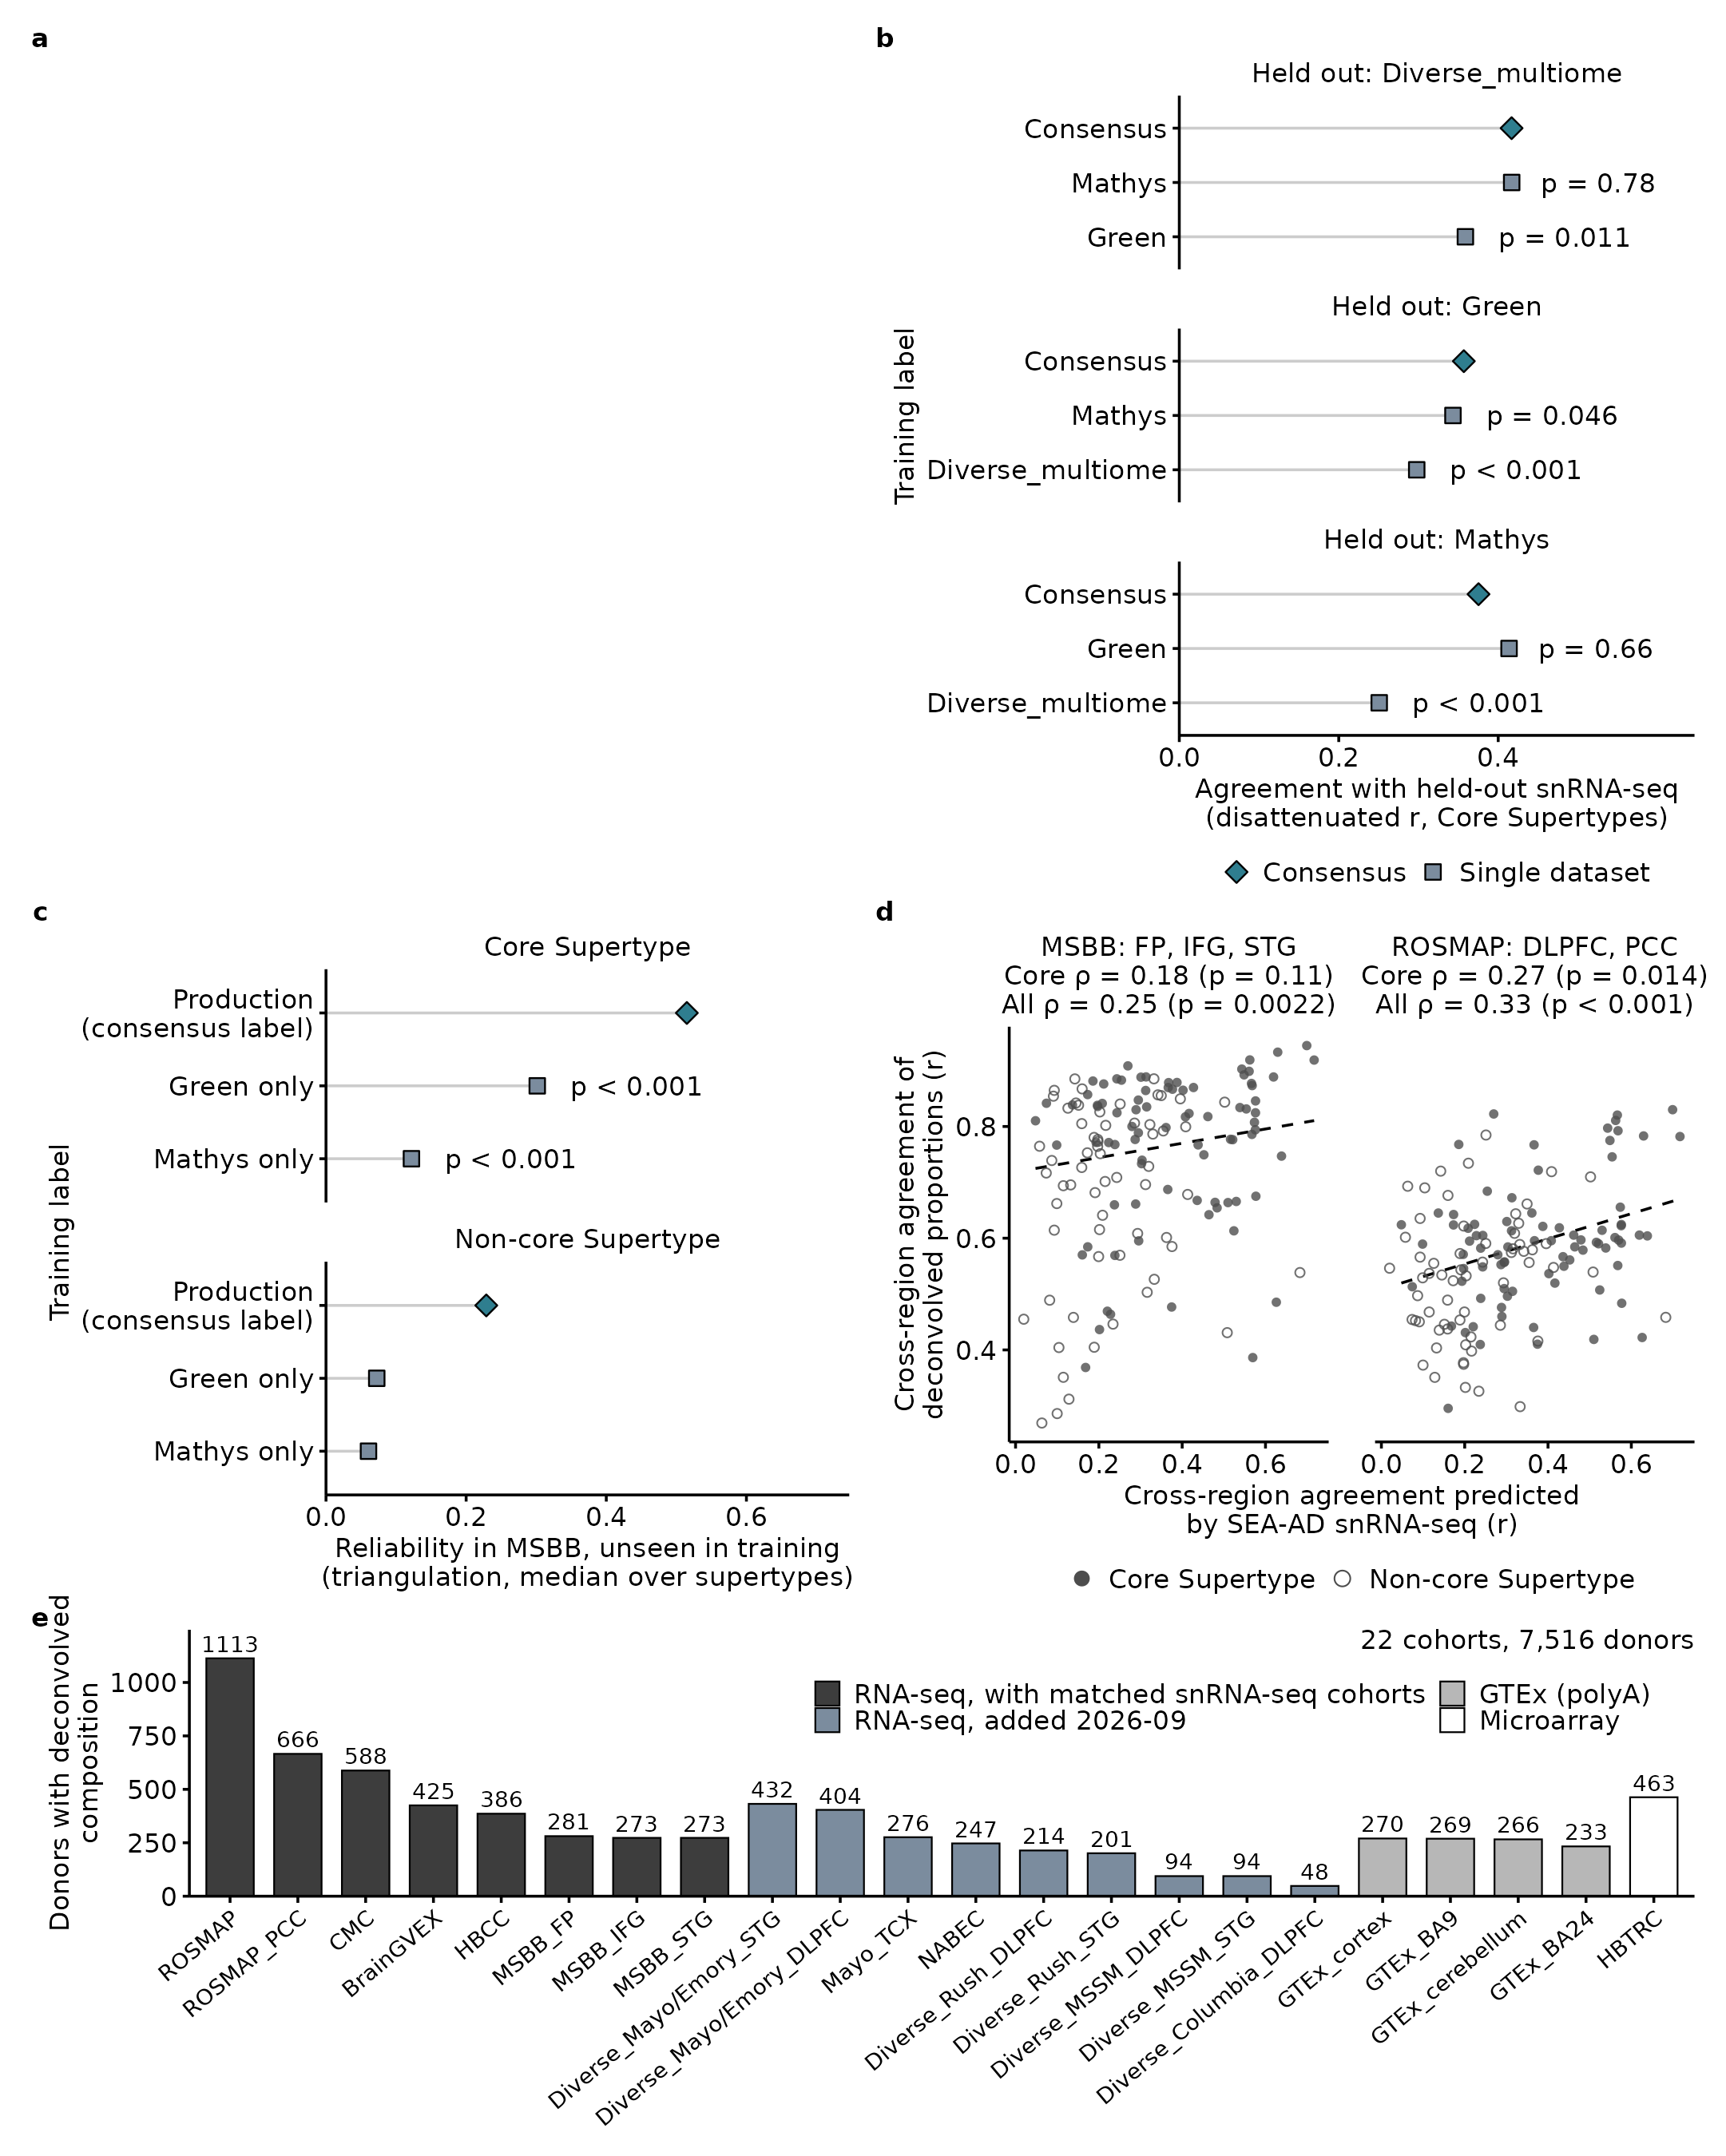 a
b
Held out: Diverse_multiome
Consensus
Mathys
p = 0.78
Green
p = 0.011
Held out: Green
Consensus
Mathys
p = 0.046
Diverse_multiome
p < 0.001
Held out: Mathys
Consensus
Green
p = 0.66
Diverse_multiome
p < 0.001
Training label
0.0 0.2 0.4
Agreement with held-out snRNA-seq
(disattenuated r, Core Supertypes)
Consensus Single dataset
c
Core Supertype
Production
(consensus label)
Green only
p < 0.001
Mathys only
p < 0.001
Non-core Supertype
Production
(consensus label)
Green only
Mathys only
Training label
0.0 0.2 0.4 0.6
Reliability in MSBB, unseen in training
(triangulation, median over supertypes)
d
MSBB: FP, IFG, STG
Core ρ = 0.18 (p = 0.11)
All ρ = 0.25 (p = 0.0022)
ROSMAP: DLPFC, PCC
Core ρ = 0.27 (p = 0.014)
All ρ = 0.33 (p < 0.001)
Cross-region agreement of
deconvolved proportions (r)
0.8
0.6
0.4
0.0 0.2 0.4 0.6
0.0 0.2 0.4 0.6
Cross-region agreement predicted
by SEA-AD snRNA-seq (r)
Core Supertype Non-core Supertype
e
22 cohorts, 7,516 donors
RNA-seq, with matched snRNA-seq cohorts
RNA-seq, added 2026-09
GTEx (polyA)
Microarray
Donors with deconvolved
composition
1000
750
500
250
0
1113 666 588 425 386 281 273 273 432 404 276 247 214 201 94 94 48 270 269 266 233 463
ROSMAP
ROSMAP_PCC
CMC
BrainGVEX
HBCC
MSBB_FP
MSBB_IFG
MSBB_STG
Diverse_Mayo/Emory_STG
Diverse_Mayo/Emory_DLPFC
Mayo_TCX
NABEC
Diverse_Rush_DLPFC
Diverse_Rush_STG
Diverse_MSSM_DLPFC
Diverse_MSSM_STG
Diverse_Columbia_DLPFC
GTEx_cortex
GTEx_BA9
GTEx_cerebellum
GTEx_BA24
HBTRC